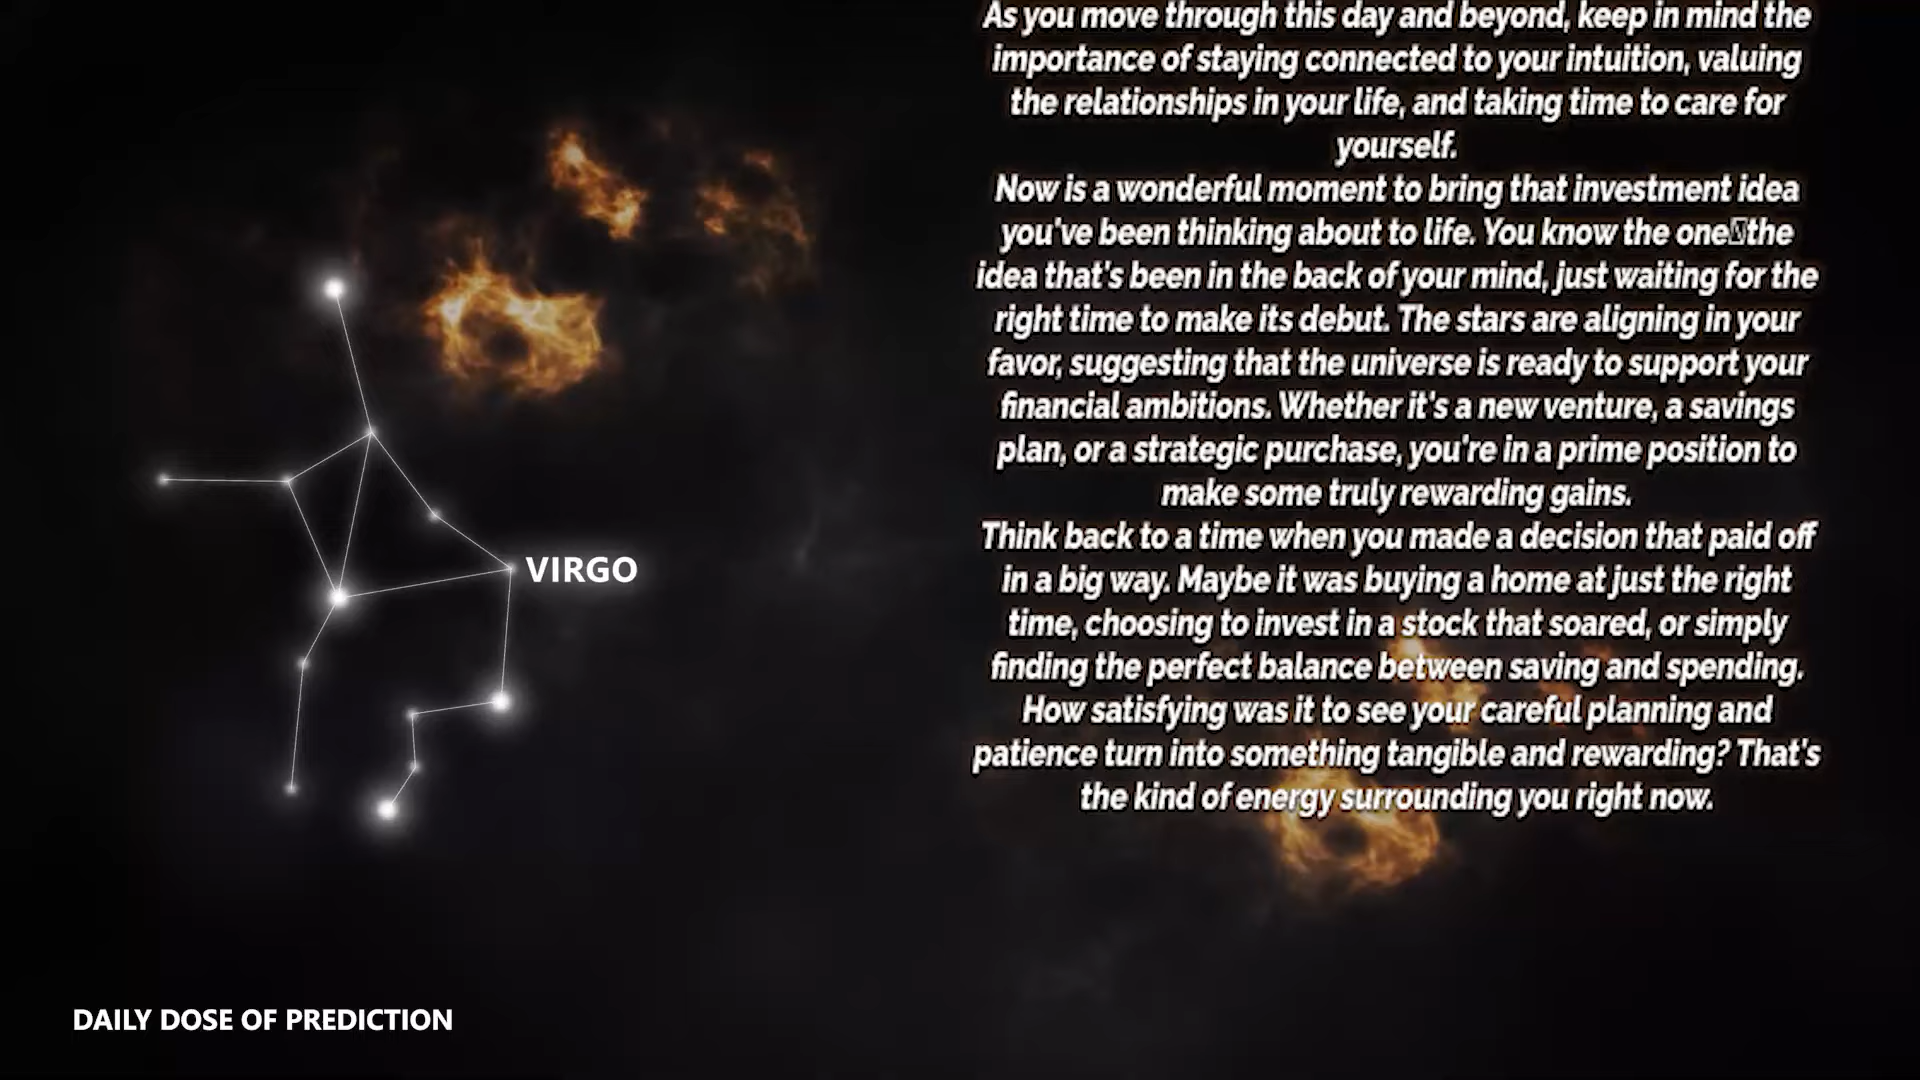 As you move through this day and beyond, keep in mind the
importance of staying connected to your intuition, valuing
the relationships in your life, and taking time to care for
yourself.
Now is a wonderful moment to bring that investment idea
you've been thinking about to life. You know the one the
idea that's been in the back of your mind, just waiting for the
right time to make its debut. The stars are aligning in your
favor, suggesting that the universe is ready to support your
financial ambitions. Whether it's a new venture, a savings
plan, or a strategic purchase, you're in a prime position to
make some truly rewarding gains.
Think back to a time when you made a decision that paid off
in a big way. Maybe it was buying a home at just the right
time, choosing to invest in a stock that soared, or simply
finding the perfect balance between saving and spending.
How satisfying was it to see your careful planning and
patience turn into something tangible and rewarding? That's
the kind of energy surrounding you right now.
VIRGO
DAILY DOSE OF PREDICTION